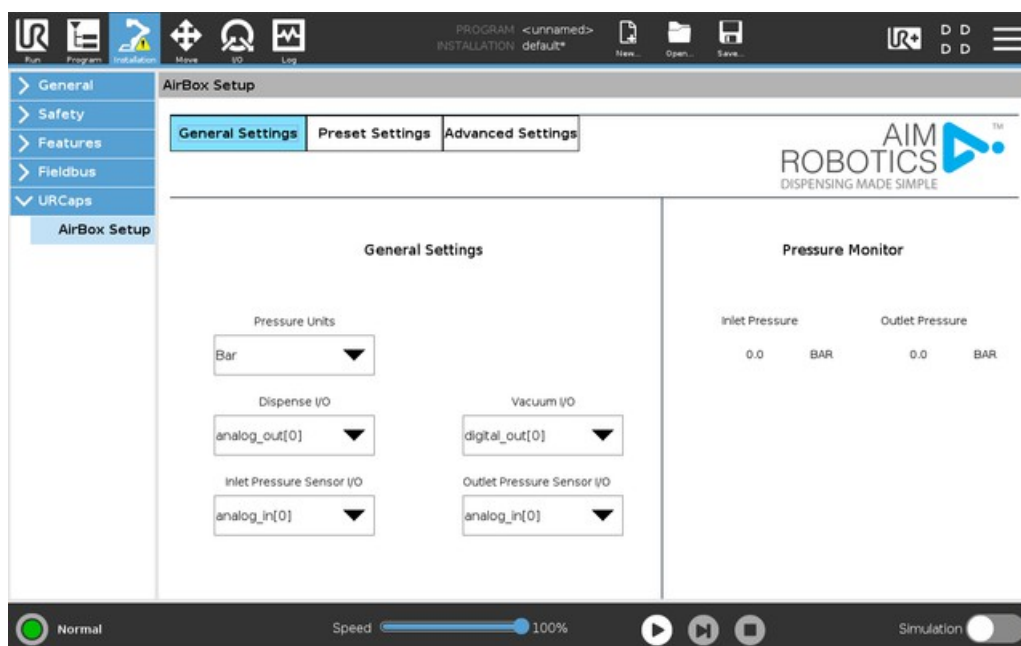 PROGRAM <unnamed>
INSTALLATION default*
Run Program Installation Move I/O Log New... Open... Save...
UR+
D D
D D
General
Safety
Features
Fieldbus
URCaps
AirBox Setup
AirBox Setup
General Settings Preset Settings Advanced Settings
AIM
ROBOTICS
TM
DISPENSING MADE SIMPLE
General Settings
Pressure Units
Bar
Dispense I/O Vacuum I/O
analog_out[0] digital_out[0]
Inlet Pressure Sensor I/O Outlet Pressure Sensor I/O
analog_in[0] analog_in[0]
Pressure Monitor
Inlet Pressure Outlet Pressure
0.0 BAR 0.0 BAR
Normal Speed 100% Simulation